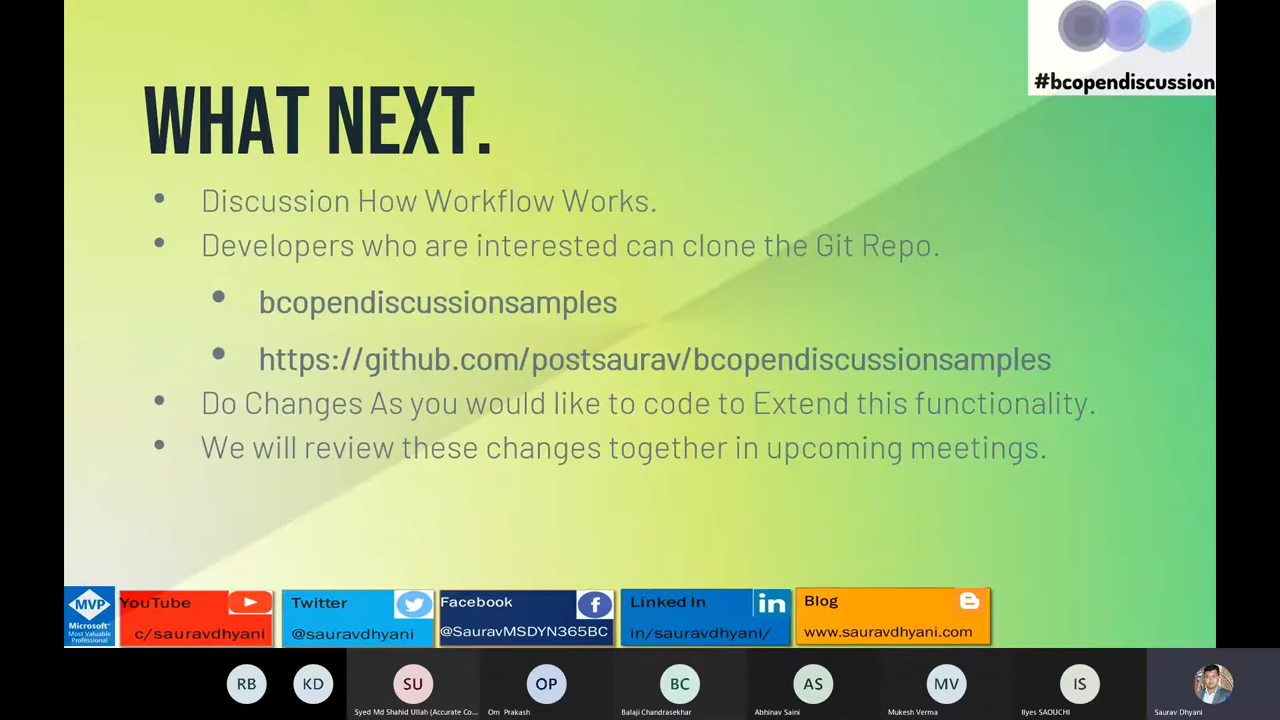 #bcopendiscussion
WHAT NEXT.
• Discussion How Workflow Works.
• Developers who are interested can clone the Git Repo.
• bcopendiscussionsamples
• https://github.com/postsaurav/bcopendiscussionsamples
• Do Changes As you would like to code to Extend this functionality.
• We will review these changes together in upcoming meetings.
MVP
Microsoft®
Most Valuable
Professional
YouTube
c/sauravdhyani
Twitter
@sauravdhyani
Facebook
@SauravMSDYN365BC
Linked In
in
in/sauravdhyani/
Blog
www.sauravdhyani.com
RB
KD
SU
Syed Md Shahid Ullah (Accurate Co...
OP
Om Prakash
BC
Balaji Chandrasekhar
AS
Abhinav Saini
MV
Mukesh Verma
IS
Ilyes SAOUCHI
Saurav Dhyani